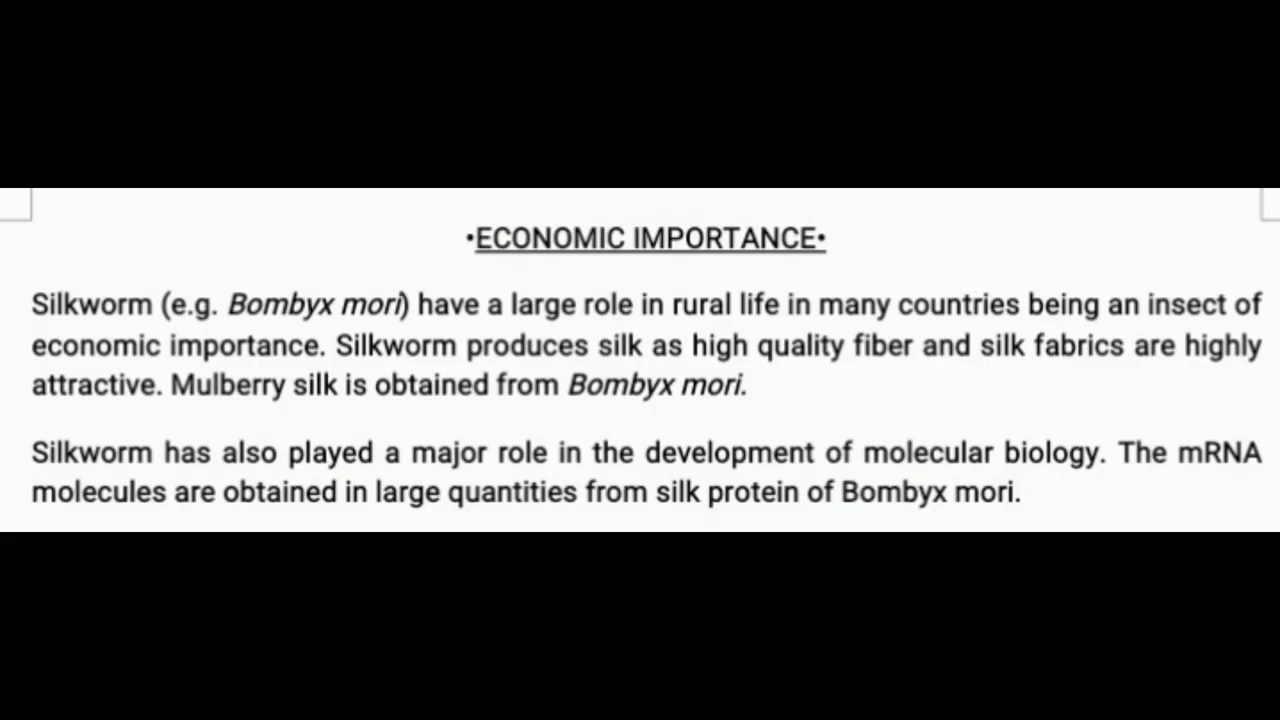 •ECONOMIC IMPORTANCE•
Silkworm (e.g. Bombyx mori) have a large role in rural life in many countries being an insect of
economic importance. Silkworm produces silk as high quality fiber and silk fabrics are highly
attractive. Mulberry silk is obtained from Bombyx mori.
Silkworm has also played a major role in the development of molecular biology. The mRNA
molecules are obtained in large quantities from silk protein of Bombyx mori.